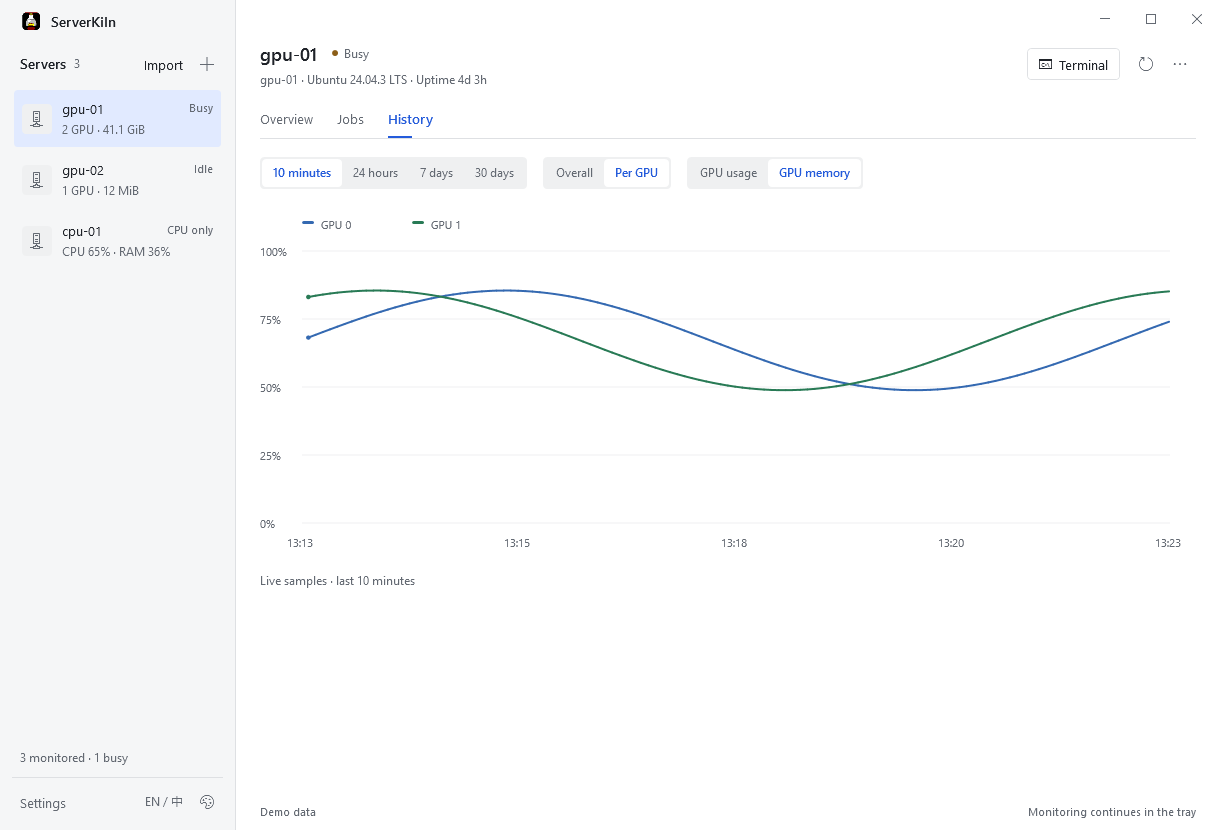 ServerKiln
Servers 3 Import
gpu-01 Busy
2 GPU · 41.1 GiB
gpu-02 Idle
1 GPU · 12 MiB
cpu-01 CPU only
CPU 65% · RAM 36%
3 monitored · 1 busy
Settings EN / 中
gpu-01 Busy
gpu-01 · Ubuntu 24.04.3 LTS · Uptime 4d 3h
Terminal
Overview Jobs History
10 minutes 24 hours 7 days 30 days Overall Per GPU GPU usage GPU memory
GPU 0 GPU 1
100%
75%
50%
25%
0%
13:13 13:15 13:18 13:20 13:23
Live samples · last 10 minutes
Demo data Monitoring continues in the tray